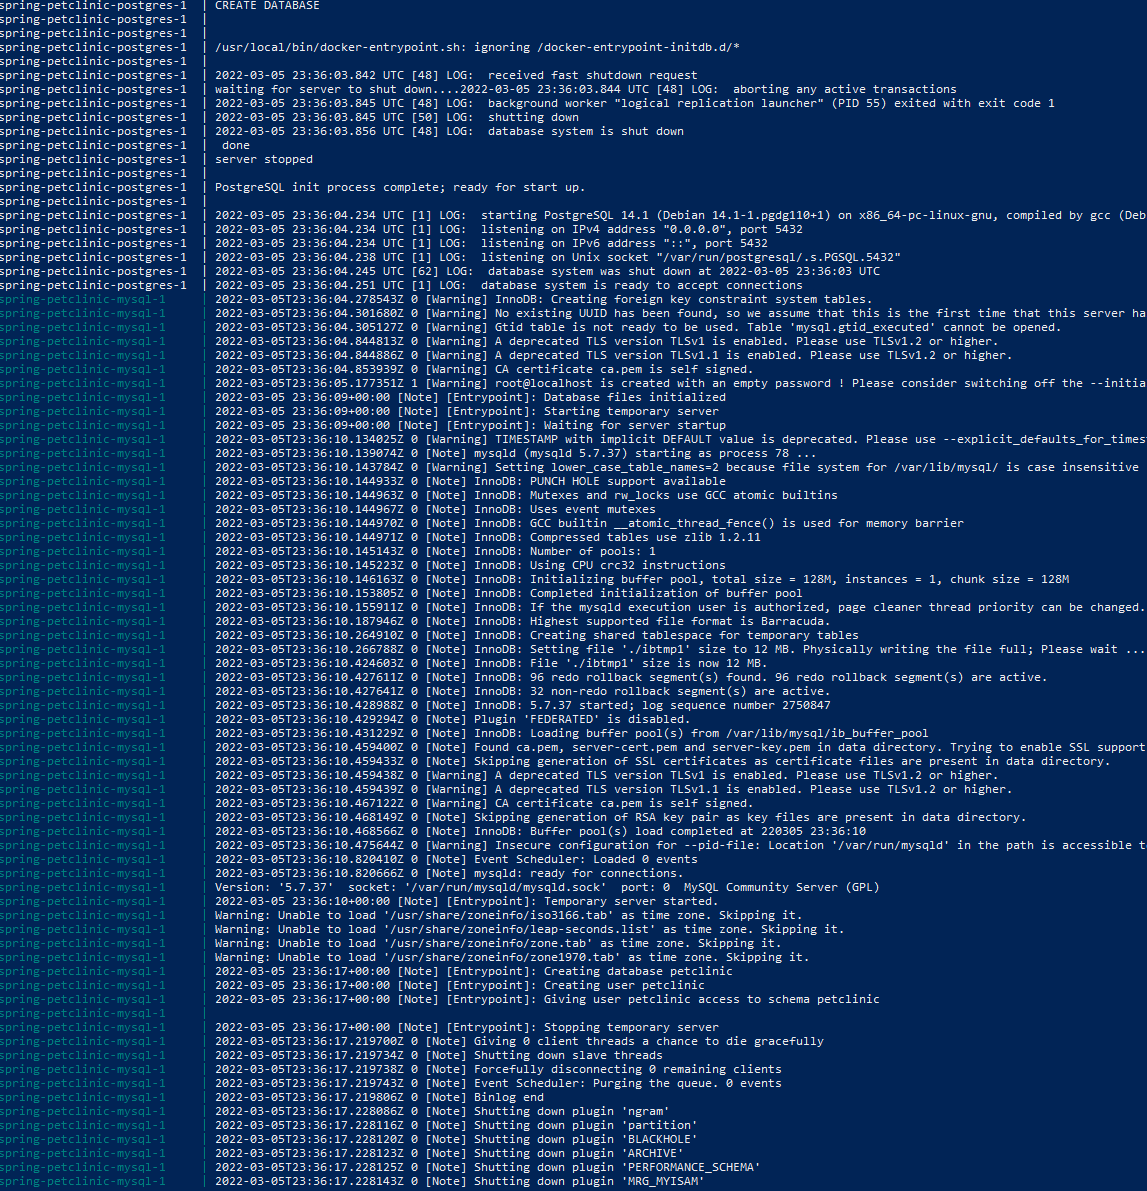 spring-petclinic-postgres-1  | CREATE DATABASE
spring-petclinic-postgres-1  |
spring-petclinic-postgres-1  |
spring-petclinic-postgres-1  | /usr/local/bin/docker-entrypoint.sh: ignoring /docker-entrypoint-initdb.d/*
spring-petclinic-postgres-1  |
spring-petclinic-postgres-1  | 2022-03-05 23:36:03.842 UTC [48] LOG:  received fast shutdown request
spring-petclinic-postgres-1  | waiting for server to shut down....2022-03-05 23:36:03.844 UTC [48] LOG:  aborting any active transactions
spring-petclinic-postgres-1  | 2022-03-05 23:36:03.845 UTC [48] LOG:  background worker "logical replication launcher" (PID 55) exited with exit code 1
spring-petclinic-postgres-1  | 2022-03-05 23:36:03.845 UTC [50] LOG:  shutting down
spring-petclinic-postgres-1  | 2022-03-05 23:36:03.856 UTC [48] LOG:  database system is shut down
spring-petclinic-postgres-1  |  done
spring-petclinic-postgres-1  | server stopped
spring-petclinic-postgres-1  |
spring-petclinic-postgres-1  | PostgreSQL init process complete; ready for start up.
spring-petclinic-postgres-1  |
spring-petclinic-postgres-1  | 2022-03-05 23:36:04.234 UTC [1] LOG:  starting PostgreSQL 14.1 (Debian 14.1-1.pgdg110+1) on x86_64-pc-linux-gnu, compiled by gcc (Deb
spring-petclinic-postgres-1  | 2022-03-05 23:36:04.234 UTC [1] LOG:  listening on IPv4 address "0.0.0.0", port 5432
spring-petclinic-postgres-1  | 2022-03-05 23:36:04.234 UTC [1] LOG:  listening on IPv6 address "::", port 5432
spring-petclinic-postgres-1  | 2022-03-05 23:36:04.238 UTC [1] LOG:  listening on Unix socket "/var/run/postgresql/.s.PGSQL.5432"
spring-petclinic-postgres-1  | 2022-03-05 23:36:04.245 UTC [62] LOG:  database system was shut down at 2022-03-05 23:36:03 UTC
spring-petclinic-postgres-1  | 2022-03-05 23:36:04.251 UTC [1] LOG:  database system is ready to accept connections
spring-petclinic-mysql-1     | 2022-03-05T23:36:04.278543Z 0 [Warning] InnoDB: Creating foreign key constraint system tables.
spring-petclinic-mysql-1     | 2022-03-05T23:36:04.301680Z 0 [Warning] No existing UUID has been found, so we assume that this is the first time that this server ha
spring-petclinic-mysql-1     | 2022-03-05T23:36:04.305127Z 0 [Warning] Gtid table is not ready to be used. Table 'mysql.gtid_executed' cannot be opened.
spring-petclinic-mysql-1     | 2022-03-05T23:36:04.844813Z 0 [Warning] A deprecated TLS version TLSv1 is enabled. Please use TLSv1.2 or higher.
spring-petclinic-mysql-1     | 2022-03-05T23:36:04.844886Z 0 [Warning] A deprecated TLS version TLSv1.1 is enabled. Please use TLSv1.2 or higher.
spring-petclinic-mysql-1     | 2022-03-05T23:36:04.853939Z 0 [Warning] CA certificate ca.pem is self signed.
spring-petclinic-mysql-1     | 2022-03-05T23:36:05.177351Z 1 [Warning] root@localhost is created with an empty password ! Please consider switching off the --initia
spring-petclinic-mysql-1     | 2022-03-05 23:36:09+00:00 [Note] [Entrypoint]: Database files initialized
spring-petclinic-mysql-1     | 2022-03-05 23:36:09+00:00 [Note] [Entrypoint]: Starting temporary server
spring-petclinic-mysql-1     | 2022-03-05 23:36:09+00:00 [Note] [Entrypoint]: Waiting for server startup
spring-petclinic-mysql-1     | 2022-03-05T23:36:10.134025Z 0 [Warning] TIMESTAMP with implicit DEFAULT value is deprecated. Please use --explicit_defaults_for_times
spring-petclinic-mysql-1     | 2022-03-05T23:36:10.139074Z 0 [Note] mysqld (mysqld 5.7.37) starting as process 78 ...
spring-petclinic-mysql-1     | 2022-03-05T23:36:10.143784Z 0 [Warning] Setting lower_case_table_names=2 because file system for /var/lib/mysql/ is case insensitive
spring-petclinic-mysql-1     | 2022-03-05T23:36:10.144933Z 0 [Note] InnoDB: PUNCH HOLE support available
spring-petclinic-mysql-1     | 2022-03-05T23:36:10.144963Z 0 [Note] InnoDB: Mutexes and rw_locks use GCC atomic builtins
spring-petclinic-mysql-1     | 2022-03-05T23:36:10.144967Z 0 [Note] InnoDB: Uses event mutexes
spring-petclinic-mysql-1     | 2022-03-05T23:36:10.144970Z 0 [Note] InnoDB: GCC builtin __atomic_thread_fence() is used for memory barrier
spring-petclinic-mysql-1     | 2022-03-05T23:36:10.144971Z 0 [Note] InnoDB: Compressed tables use zlib 1.2.11
spring-petclinic-mysql-1     | 2022-03-05T23:36:10.145143Z 0 [Note] InnoDB: Number of pools: 1
spring-petclinic-mysql-1     | 2022-03-05T23:36:10.145223Z 0 [Note] InnoDB: Using CPU crc32 instructions
spring-petclinic-mysql-1     | 2022-03-05T23:36:10.146163Z 0 [Note] InnoDB: Initializing buffer pool, total size = 128M, instances = 1, chunk size = 128M
spring-petclinic-mysql-1     | 2022-03-05T23:36:10.153805Z 0 [Note] InnoDB: Completed initialization of buffer pool
spring-petclinic-mysql-1     | 2022-03-05T23:36:10.155911Z 0 [Note] InnoDB: If the mysqld execution user is authorized, page cleaner thread priority can be changed.
spring-petclinic-mysql-1     | 2022-03-05T23:36:10.187946Z 0 [Note] InnoDB: Highest supported file format is Barracuda.
spring-petclinic-mysql-1     | 2022-03-05T23:36:10.264910Z 0 [Note] InnoDB: Creating shared tablespace for temporary tables
spring-petclinic-mysql-1     | 2022-03-05T23:36:10.266788Z 0 [Note] InnoDB: Setting file './ibtmp1' size to 12 MB. Physically writing the file full; Please wait ...
spring-petclinic-mysql-1     | 2022-03-05T23:36:10.424603Z 0 [Note] InnoDB: File './ibtmp1' size is now 12 MB.
spring-petclinic-mysql-1     | 2022-03-05T23:36:10.427611Z 0 [Note] InnoDB: 96 redo rollback segment(s) found. 96 redo rollback segment(s) are active.
spring-petclinic-mysql-1     | 2022-03-05T23:36:10.427641Z 0 [Note] InnoDB: 32 non-redo rollback segment(s) are active.
spring-petclinic-mysql-1     | 2022-03-05T23:36:10.428988Z 0 [Note] InnoDB: 5.7.37 started; log sequence number 2750847
spring-petclinic-mysql-1     | 2022-03-05T23:36:10.429294Z 0 [Note] Plugin 'FEDERATED' is disabled.
spring-petclinic-mysql-1     | 2022-03-05T23:36:10.431229Z 0 [Note] InnoDB: Loading buffer pool(s) from /var/lib/mysql/ib_buffer_pool
spring-petclinic-mysql-1     | 2022-03-05T23:36:10.459400Z 0 [Note] Found ca.pem, server-cert.pem and server-key.pem in data directory. Trying to enable SSL support
spring-petclinic-mysql-1     | 2022-03-05T23:36:10.459433Z 0 [Note] Skipping generation of SSL certificates as certificate files are present in data directory.
spring-petclinic-mysql-1     | 2022-03-05T23:36:10.459438Z 0 [Warning] A deprecated TLS version TLSv1 is enabled. Please use TLSv1.2 or higher.
spring-petclinic-mysql-1     | 2022-03-05T23:36:10.459439Z 0 [Warning] A deprecated TLS version TLSv1.1 is enabled. Please use TLSv1.2 or higher.
spring-petclinic-mysql-1     | 2022-03-05T23:36:10.467122Z 0 [Warning] CA certificate ca.pem is self signed.
spring-petclinic-mysql-1     | 2022-03-05T23:36:10.468149Z 0 [Note] Skipping generation of RSA key pair as key files are present in data directory.
spring-petclinic-mysql-1     | 2022-03-05T23:36:10.468566Z 0 [Note] InnoDB: Buffer pool(s) load completed at 220305 23:36:10
spring-petclinic-mysql-1     | 2022-03-05T23:36:10.475644Z 0 [Warning] Insecure configuration for --pid-file: Location '/var/run/mysqld' in the path is accessible t
spring-petclinic-mysql-1     | 2022-03-05T23:36:10.820410Z 0 [Note] Event Scheduler: Loaded 0 events
spring-petclinic-mysql-1     | 2022-03-05T23:36:10.820666Z 0 [Note] mysqld: ready for connections.
spring-petclinic-mysql-1     | Version: '5.7.37'  socket: '/var/run/mysqld/mysqld.sock'  port: 0  MySQL Community Server (GPL)
spring-petclinic-mysql-1     | 2022-03-05 23:36:10+00:00 [Note] [Entrypoint]: Temporary server started.
spring-petclinic-mysql-1     | Warning: Unable to load '/usr/share/zoneinfo/iso3166.tab' as time zone. Skipping it.
spring-petclinic-mysql-1     | Warning: Unable to load '/usr/share/zoneinfo/leap-seconds.list' as time zone. Skipping it.
spring-petclinic-mysql-1     | Warning: Unable to load '/usr/share/zoneinfo/zone.tab' as time zone. Skipping it.
spring-petclinic-mysql-1     | Warning: Unable to load '/usr/share/zoneinfo/zone1970.tab' as time zone. Skipping it.
spring-petclinic-mysql-1     | 2022-03-05 23:36:17+00:00 [Note] [Entrypoint]: Creating database petclinic
spring-petclinic-mysql-1     | 2022-03-05 23:36:17+00:00 [Note] [Entrypoint]: Creating user petclinic
spring-petclinic-mysql-1     | 2022-03-05 23:36:17+00:00 [Note] [Entrypoint]: Giving user petclinic access to schema petclinic
spring-petclinic-mysql-1     |
spring-petclinic-mysql-1     | 2022-03-05 23:36:17+00:00 [Note] [Entrypoint]: Stopping temporary server
spring-petclinic-mysql-1     | 2022-03-05T23:36:17.219700Z 0 [Note] Giving 0 client threads a chance to die gracefully
spring-petclinic-mysql-1     | 2022-03-05T23:36:17.219734Z 0 [Note] Shutting down slave threads
spring-petclinic-mysql-1     | 2022-03-05T23:36:17.219738Z 0 [Note] Forcefully disconnecting 0 remaining clients
spring-petclinic-mysql-1     | 2022-03-05T23:36:17.219743Z 0 [Note] Event Scheduler: Purging the queue. 0 events
spring-petclinic-mysql-1     | 2022-03-05T23:36:17.219806Z 0 [Note] Binlog end
spring-petclinic-mysql-1     | 2022-03-05T23:36:17.228086Z 0 [Note] Shutting down plugin 'ngram'
spring-petclinic-mysql-1     | 2022-03-05T23:36:17.228116Z 0 [Note] Shutting down plugin 'partition'
spring-petclinic-mysql-1     | 2022-03-05T23:36:17.228120Z 0 [Note] Shutting down plugin 'BLACKHOLE'
spring-petclinic-mysql-1     | 2022-03-05T23:36:17.228123Z 0 [Note] Shutting down plugin 'ARCHIVE'
spring-petclinic-mysql-1     | 2022-03-05T23:36:17.228125Z 0 [Note] Shutting down plugin 'PERFORMANCE_SCHEMA'
spring-petclinic-mysql-1     | 2022-03-05T23:36:17.228143Z 0 [Note] Shutting down plugin 'MRG_MYISAM'